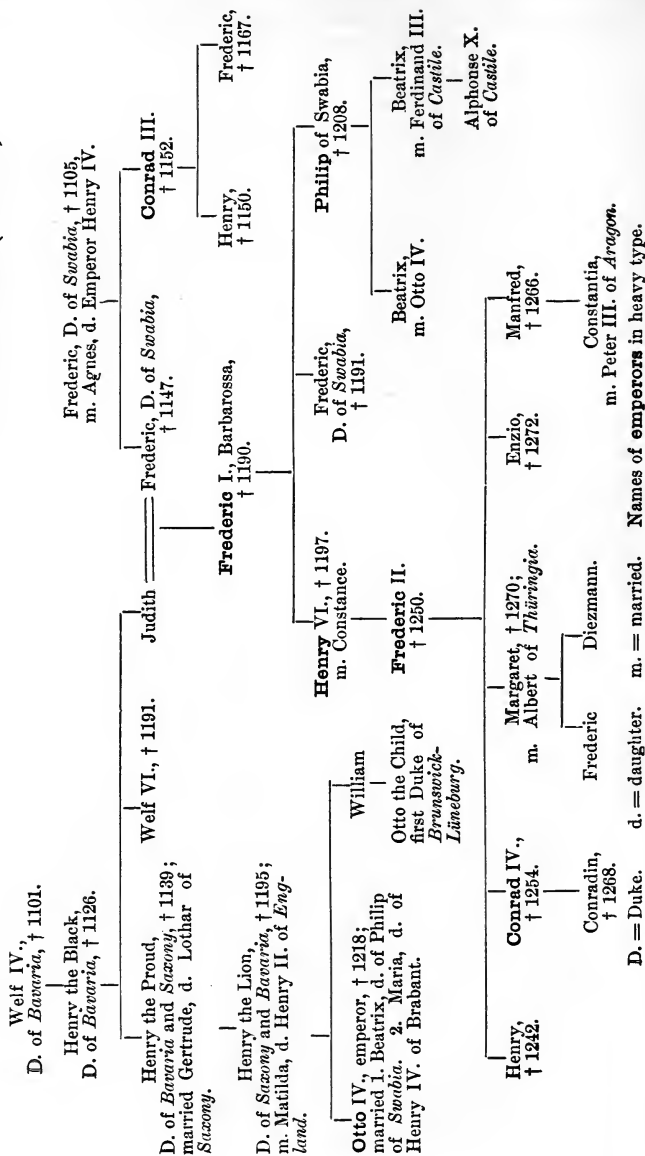 Welf IV.,
D. of Bavaria, † 1101.
Henry the Black,
D. of Bavaria, † 1126.
Frederic, D. of Swabia, † 1105,
m. Agnes, d. Emperor Henry IV.
Henry the Proud,
D. of Bavaria and Saxony, † 1139;
married Gertrude, d. Lothar of
Saxony.
Welf VI., † 1191.
Judith
Frederic, D. of Swabia,
† 1147.
Conrad III.
† 1152.
Henry the Lion,
D. of Saxony and Bavaria, † 1195;
m. Matilda, d. Henry II. of Eng-
land.
Frederic I., Barbarossa,
† 1190.
Henry,
† 1150.
Frederic,
† 1167.
Otto IV., emperor, † 1218;
married 1. Beatrix, d. of Philip
of Swabia. 2. Maria, d. of
Henry IV. of Brabant.
William
Otto the Child,
first Duke of
Brunswick-
Lüneburg.
Henry VI., † 1197.
m. Constance.
Frederic,
D. of Swabia,
† 1191.
Philip of Swabia,
† 1208.
Frederic II.
† 1250.
Beatrix,
m. Otto IV.
Beatrix,
m. Ferdinand III.
of Castile.
Alphouse X.
of Castile.
Henry,
† 1242.
Conrad IV.,
† 1254.
Margaret, † 1270;
m. Albert of Thüringia.
Enzio,
† 1272.
Manfred,
† 1266.
Conradin,
† 1268.
Frederic
Diezmann.
Constantia,
m. Peter III. of Aragon.
D. = Duke. d. = daughter. m. = married. Names of emperors in heavy type.